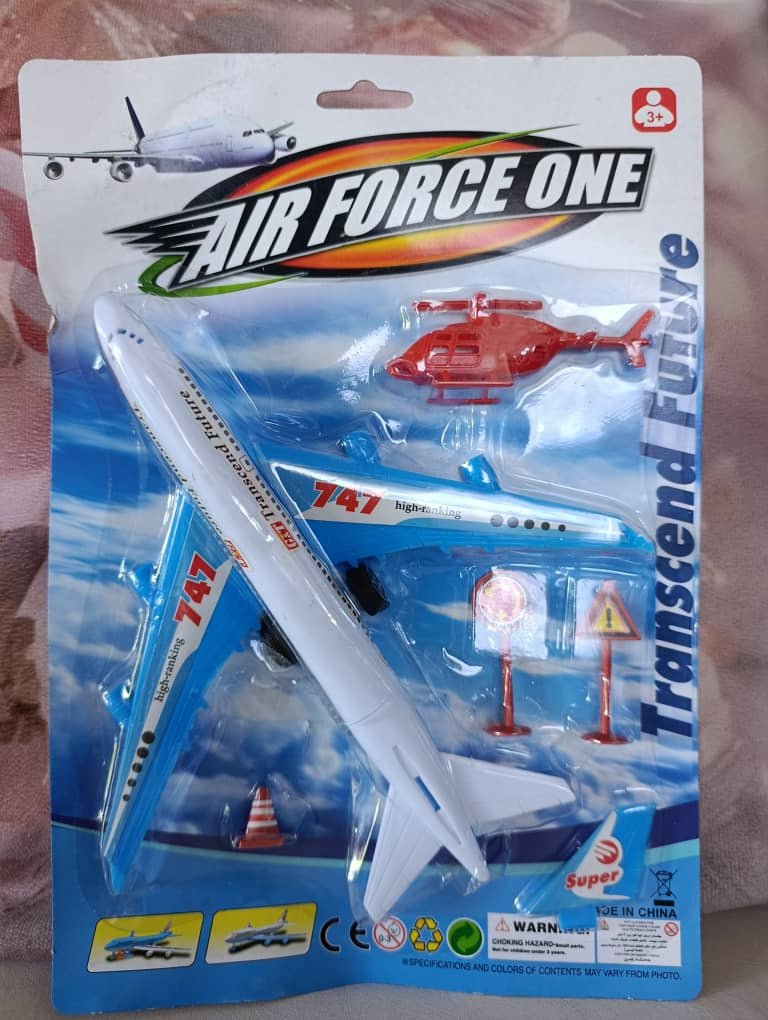 3+
AIR FORCE ONE
Transcend Future
Transcend Future
747
high-ranking
747
high-ranking
Super
CE
0-3
WARNING!
CHOKING HAZARD-Small parts.
Not for children under 3 years.
MADE IN CHINA
※SPECIFICATIONS AND COLORS OF CONTENTS MAY VARY FROM PHOTO.